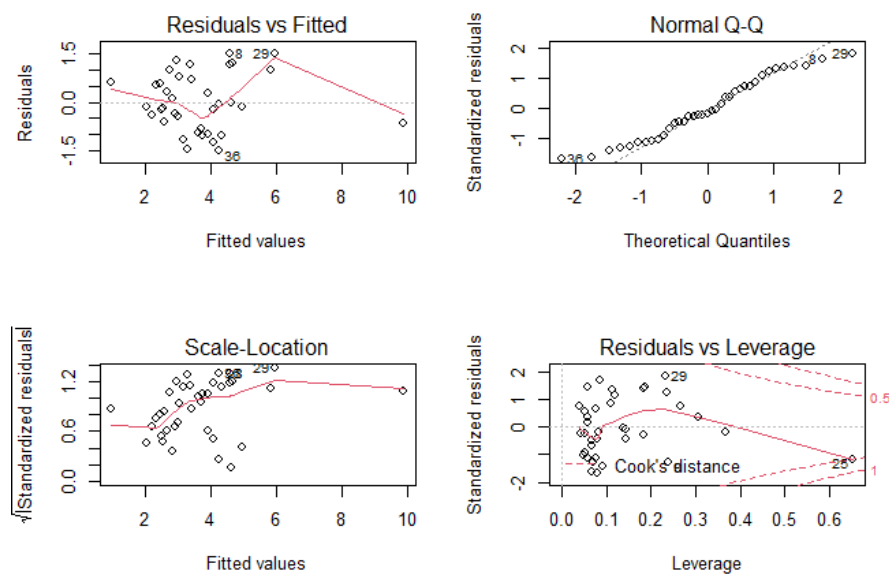 Residuals vs Fitted
Residuals
1.5
0.0
-1.5
8
29
36
2 4 6 8 10
Fitted values
Normal Q-Q
Standardized residuals
2
1
0
-1
8
29
36
-2 -1 0 1 2
Theoretical Quantiles
Scale-Location
√|Standardized residuals|
1.2
0.6
0.0
29
2 4 6 8 10
Fitted values
Residuals vs Leverage
Standardized residuals
2
1
0
-2
29
25
0.5
1
Cook's distance
0.0 0.1 0.2 0.3 0.4 0.5 0.6
Leverage